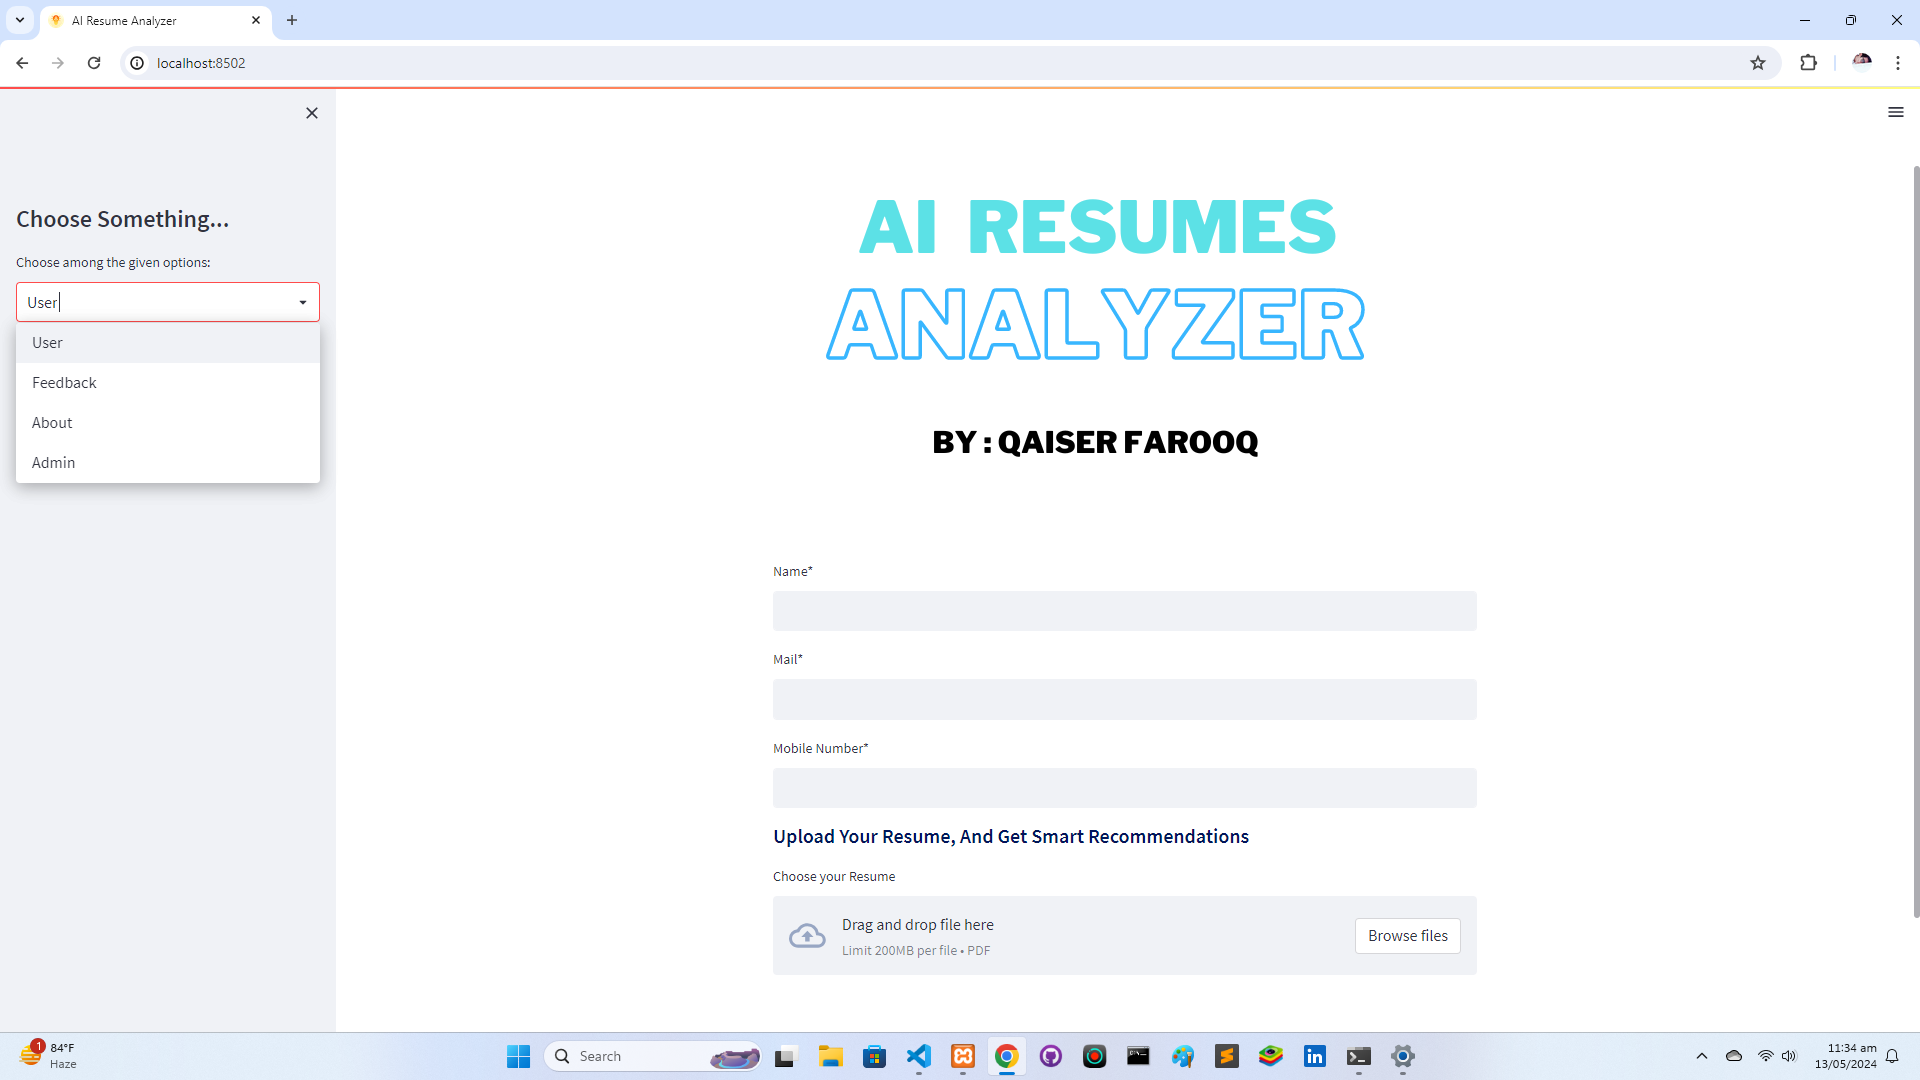 AI Resume Analyzer
localhost:8502
Choose Something...
Choose among the given options:
User
User
Feedback
About
Admin
AI RESUMES
ANALYZER
BY : QAISER FAROOQ
Name*
Mail*
Mobile Number*
Upload Your Resume, And Get Smart Recommendations
Choose your Resume
Drag and drop file here
Limit 200MB per file • PDF
Browse files
1
84°F
Haze
Search
11:34 am
13/05/2024